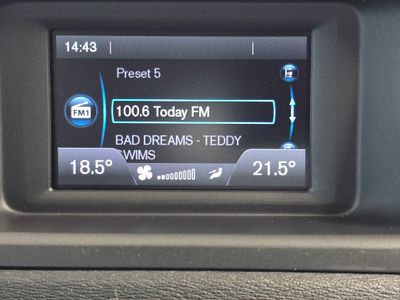 14:43
Preset 5
FM1
100.6 Today FM
BAD DREAMS - TEDDY
SWIMS
18.5°
21.5°